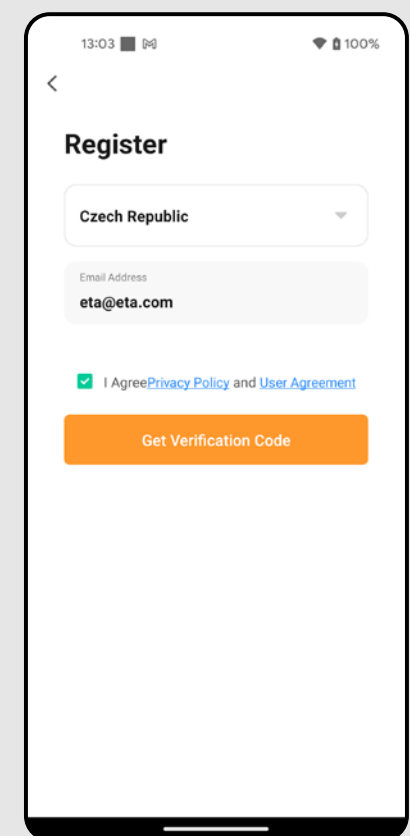 13:03 100%
Register
Czech Republic
Email Address
eta@eta.com
I AgreePrivacy Policy and User Agreement
Get Verification Code